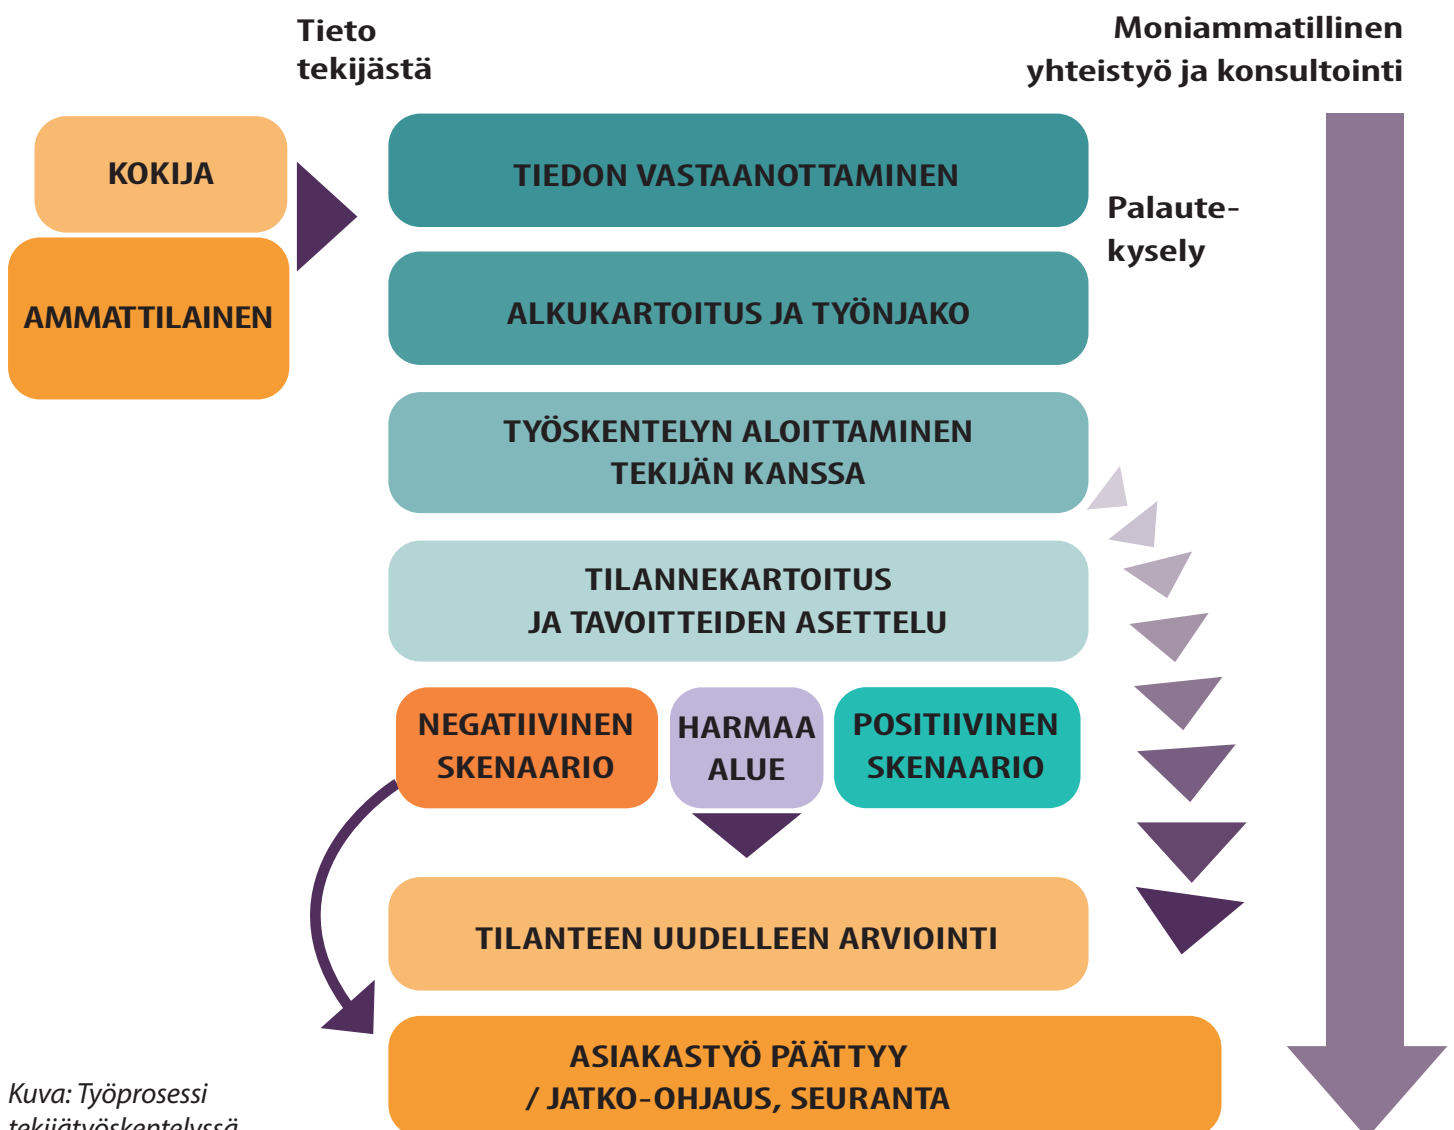 Tieto
tekijästä
Moniammatillinen
yhteistyö ja konsultointi
KOKIJA
AMMATTILAINEN
TIEDON VASTAANOTTAMINEN
Palaute-
kysely
ALKUKARTOITUS JA TYÖNJAKO
TYÖSKENTELYN ALOITTAMINEN
TEKIJÄN KANSSA
TILANNEKARTOITUS
JA TAVOITTEIDEN ASETTELU
NEGATIIVINEN
SKENAARIO
HARMAA
ALUE
POSITIIVINEN
SKENAARIO
TILANTEEN UUDELLEEN ARVIOINTI
ASIAKASTYÖ PÄÄTTYY
/ JATKO-OHJAUS, SEURANTA
Kuva: Työprosessi
tekijätyöskentelyssä